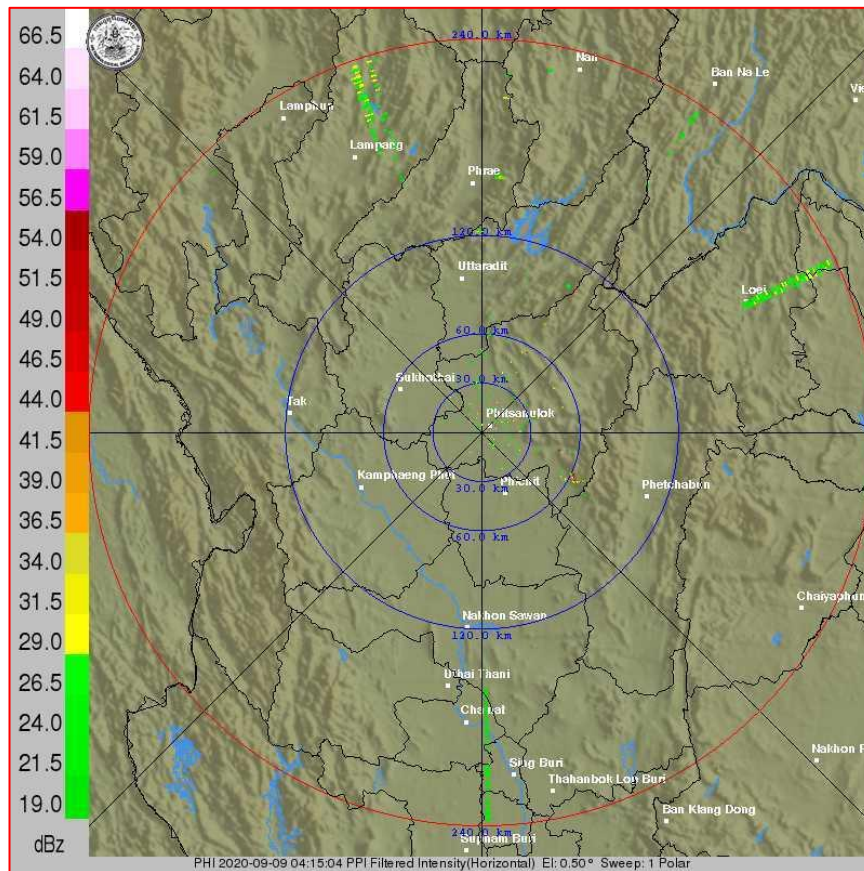 66.5
64.0
61.5
59.0
56.5
54.0
51.5
49.0
46.5
44.0
41.5
39.0
36.5
34.0
31.5
29.0
26.5
24.0
21.5
19.0
dBz
240.0 km
Nan
Ban Na Le
Lamphun
Lampang
Phrae
120.0 km
Uttaradit
Loei
60.0 km
30.0 km
Sukhothai
Tak
Phitsanulok
Kamphaeng Phet
Phichit
30.0 km
Phetchabun
60.0 km
Chaiyaphum
Nakhon Sawan
120.0 km
Uthai Thani
Chainat
Sing Buri
Thahanbok Lop Buri
Ban Klang Dong
240.0 km
Suphan Buri
PHI 2020-09-09 04:15:04 PPI Filtered Intensity(Horizontal) El: 0.50° Sweep: 1 Polar